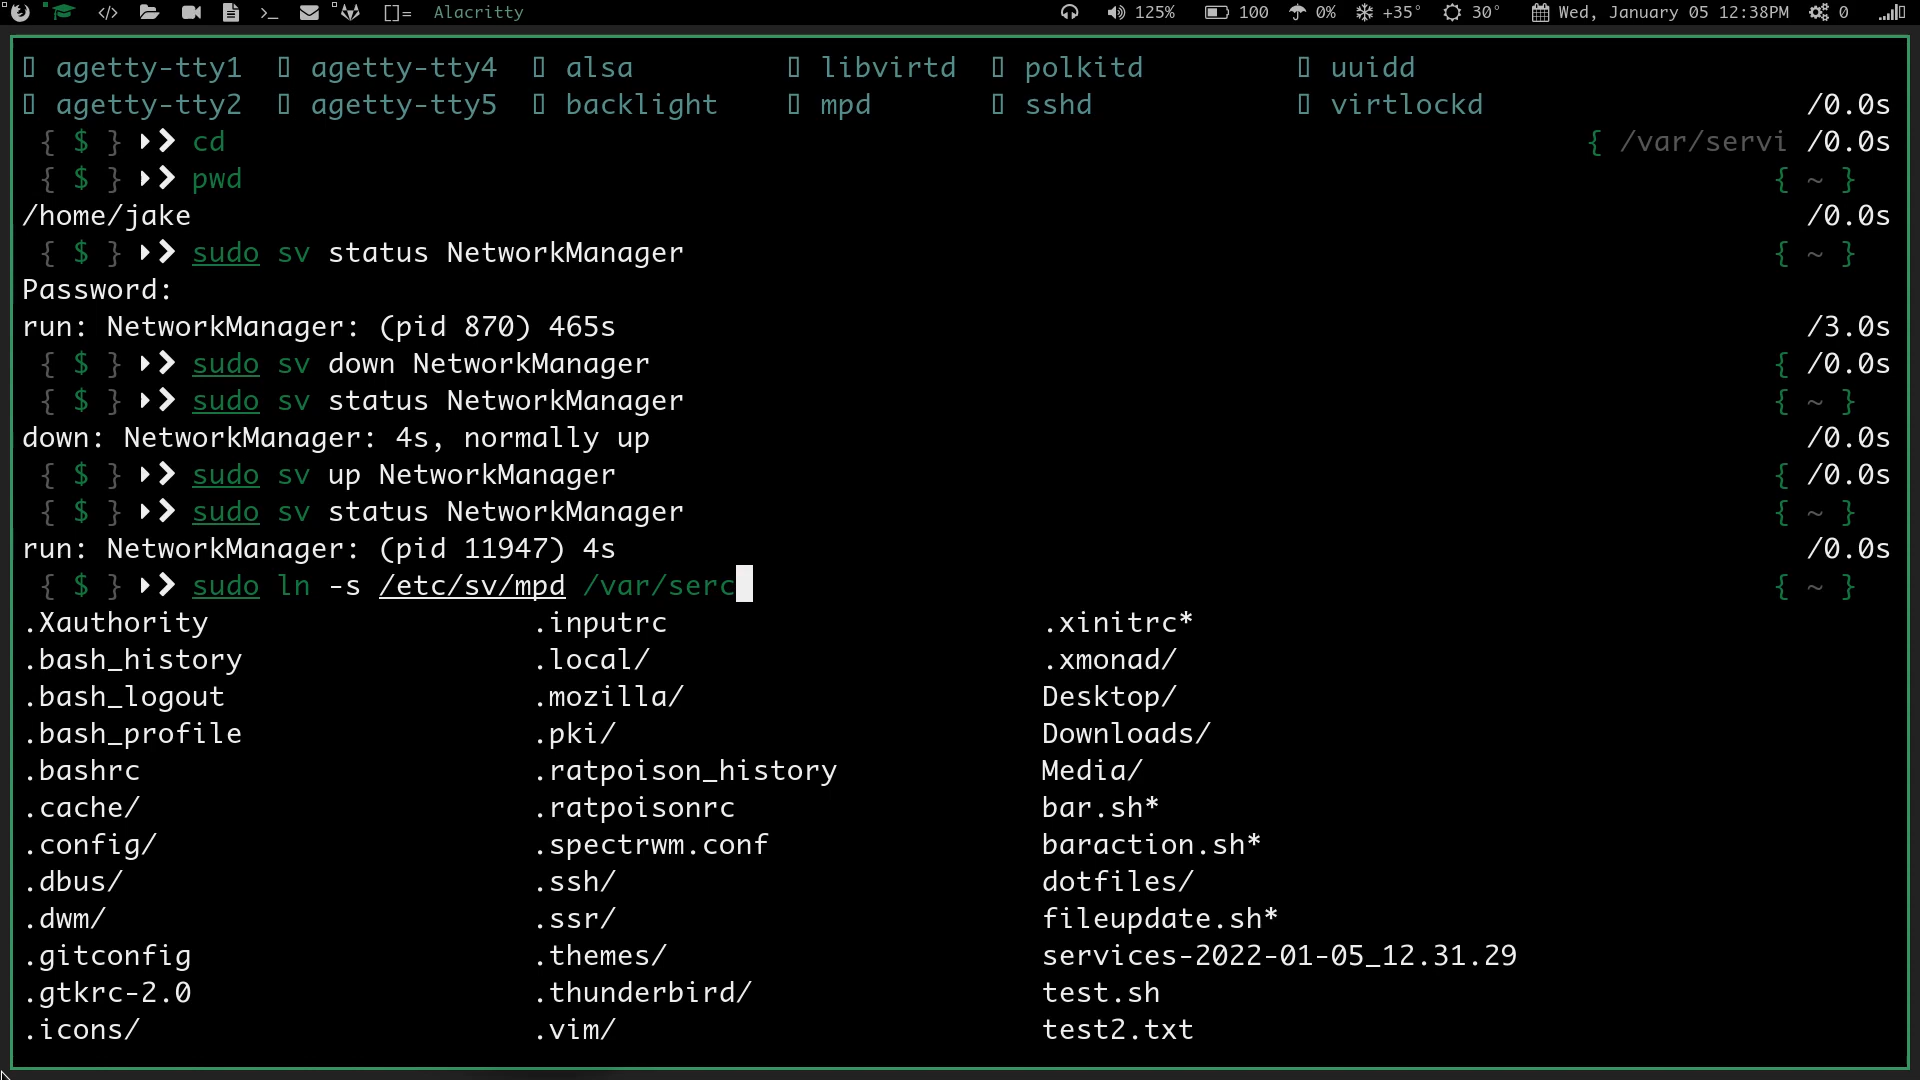 </> >_ []= Alacritty 125% 100 0% +35° 30° Wed, January 05 12:38PM 0
agetty-tty1 agetty-tty4 alsa libvirtd polkitd uuidd
agetty-tty2 agetty-tty5 backlight mpd sshd virtlockd /0.0s
{ $ } cd { /var/servi /0.0s
{ $ } pwd { ~ }
/home/jake /0.0s
{ $ } sudo sv status NetworkManager { ~ }
Password:
run: NetworkManager: (pid 870) 465s /3.0s
{ $ } sudo sv down NetworkManager { /0.0s
{ $ } sudo sv status NetworkManager { ~ }
down: NetworkManager: 4s, normally up /0.0s
{ $ } sudo sv up NetworkManager { /0.0s
{ $ } sudo sv status NetworkManager { ~ }
run: NetworkManager: (pid 11947) 4s /0.0s
{ $ } sudo ln -s /etc/sv/mpd /var/serc { ~ }
.Xauthority .inputrc .xinitrc*
.bash_history .local/ .xmonad/
.bash_logout .mozilla/ Desktop/
.bash_profile .pki/ Downloads/
.bashrc .ratpoison_history Media/
.cache/ .ratpoisonrc bar.sh*
.config/ .spectrwm.conf baraction.sh*
.dbus/ .ssh/ dotfiles/
.dwm/ .ssr/ fileupdate.sh*
.gitconfig .themes/ services-2022-01-05_12.31.29
.gtkrc-2.0 .thunderbird/ test.sh
.icons/ .vim/ test2.txt